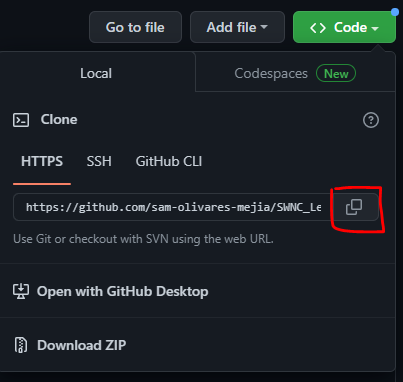 Go to file Add file Code
Local Codespaces New
Clone
HTTPS SSH GitHub CLI
https://github.com/sam-olivares-mejia/SWNC_Le
Use Git or checkout with SVN using the web URL.
Open with GitHub Desktop
Download ZIP